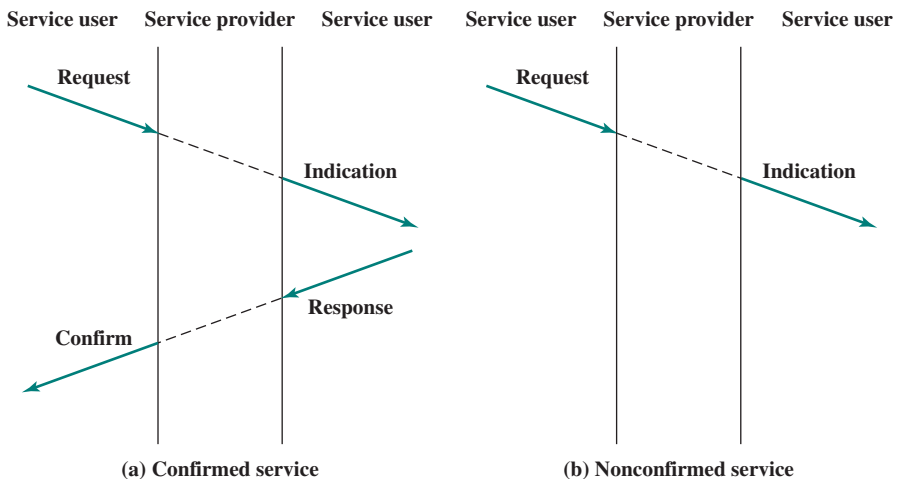 Service user Service provider Service user
Request
Indication
Response
Confirm
(a) Confirmed service
Service user Service provider Service user
Request
Indication
(b) Nonconfirmed service